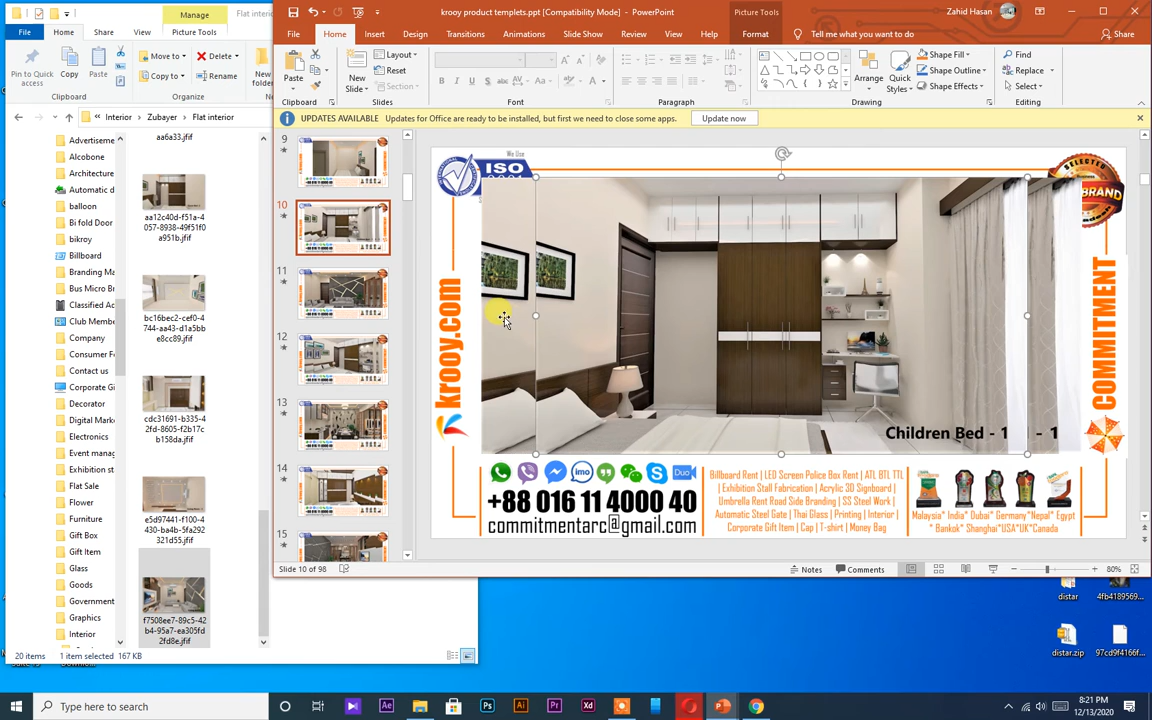 Manage
Flat interior
krooy product templets.ppt [Compatibility Mode] - PowerPoint
Picture Tools
Zahid Hasan
File
Home
Share
View
Picture Tools
File
Home
Insert
Design
Transitions
Animations
Slide Show
Review
View
Help
Format
Tell me what you want to do
Share
Pin to Quick access
Copy
Paste
Move to
Delete
Copy to
Rename
New folder
Clipboard
Organize
Paste
New Slide
Layout
Reset
Section
Arrange
Quick Styles
Shape Fill
Shape Outline
Shape Effects
Find
Replace
Select
Clipboard
Slides
Font
Paragraph
Drawing
Editing
Interior
Zubayer
Flat interior
UPDATES AVAILABLE
Updates for Office are ready to be installed, but first we need to close some apps.
Update now
Advertiseme
Alcobone
Architecture
Automatic d
balloon
Bi fold Door
bikroy
Billboard
Branding Ma
Bus Micro Br
Classified Ac
Club Membe
Company
Consumer F
Contact us
Corporate Gi
Decorator
Digital Marke
Electronics
Event manag
Exhibition st
Flat Sale
Flower
Furniture
Gift Box
Gift Item
Glass
Goods
Government
Graphics
Interior
aa6a33.jfif
aa12c40d-f51a-4
057-8938-49f51f0
a951b.jfif
bc16bec2-cef0-4
744-aa43-d1a5bb
e8cc89.jfif
cdc31691-b335-4
2fd-8605-f2b17c
b158da.jfif
e5d97441-f100-4
430-ba4b-5fa292
321d55.jfif
f7508ee7-89c5-42
b4-95a7-ea305fd
2fd8e.jfif
20 items
1 item selected
167 KB
9
10
11
12
13
14
15
We Use
ISO
SELECTED
BRAND
krooy.com
COMMITMENT
Children Bed - 1
- 1
imo
Duo
+88 016 11 4000 40
commitmentarc@gmail.com
Billboard Rent | LED Screen Police Box Rent | ATL BTL TTL
| Exhibition Stall Fabrication | Acrylic 3D Signboard |
Umbrella Rent Road Side Branding | SS Steel Work |
Automatic Steel Gate | Thai Glass | Printing | Interior |
Corporate Gift Item | Cap | T-shirt | Money Bag
Malaysia* India* Dubai* Germany*Nepal* Egypt
* Bankok* Shanghai*USA*UK*Canada
Slide 10 of 98
Notes
Comments
80%
distar
4fb4189569...
distar.zip
97cd9f4166f...
Type here to search
8:21 PM
12/13/2020